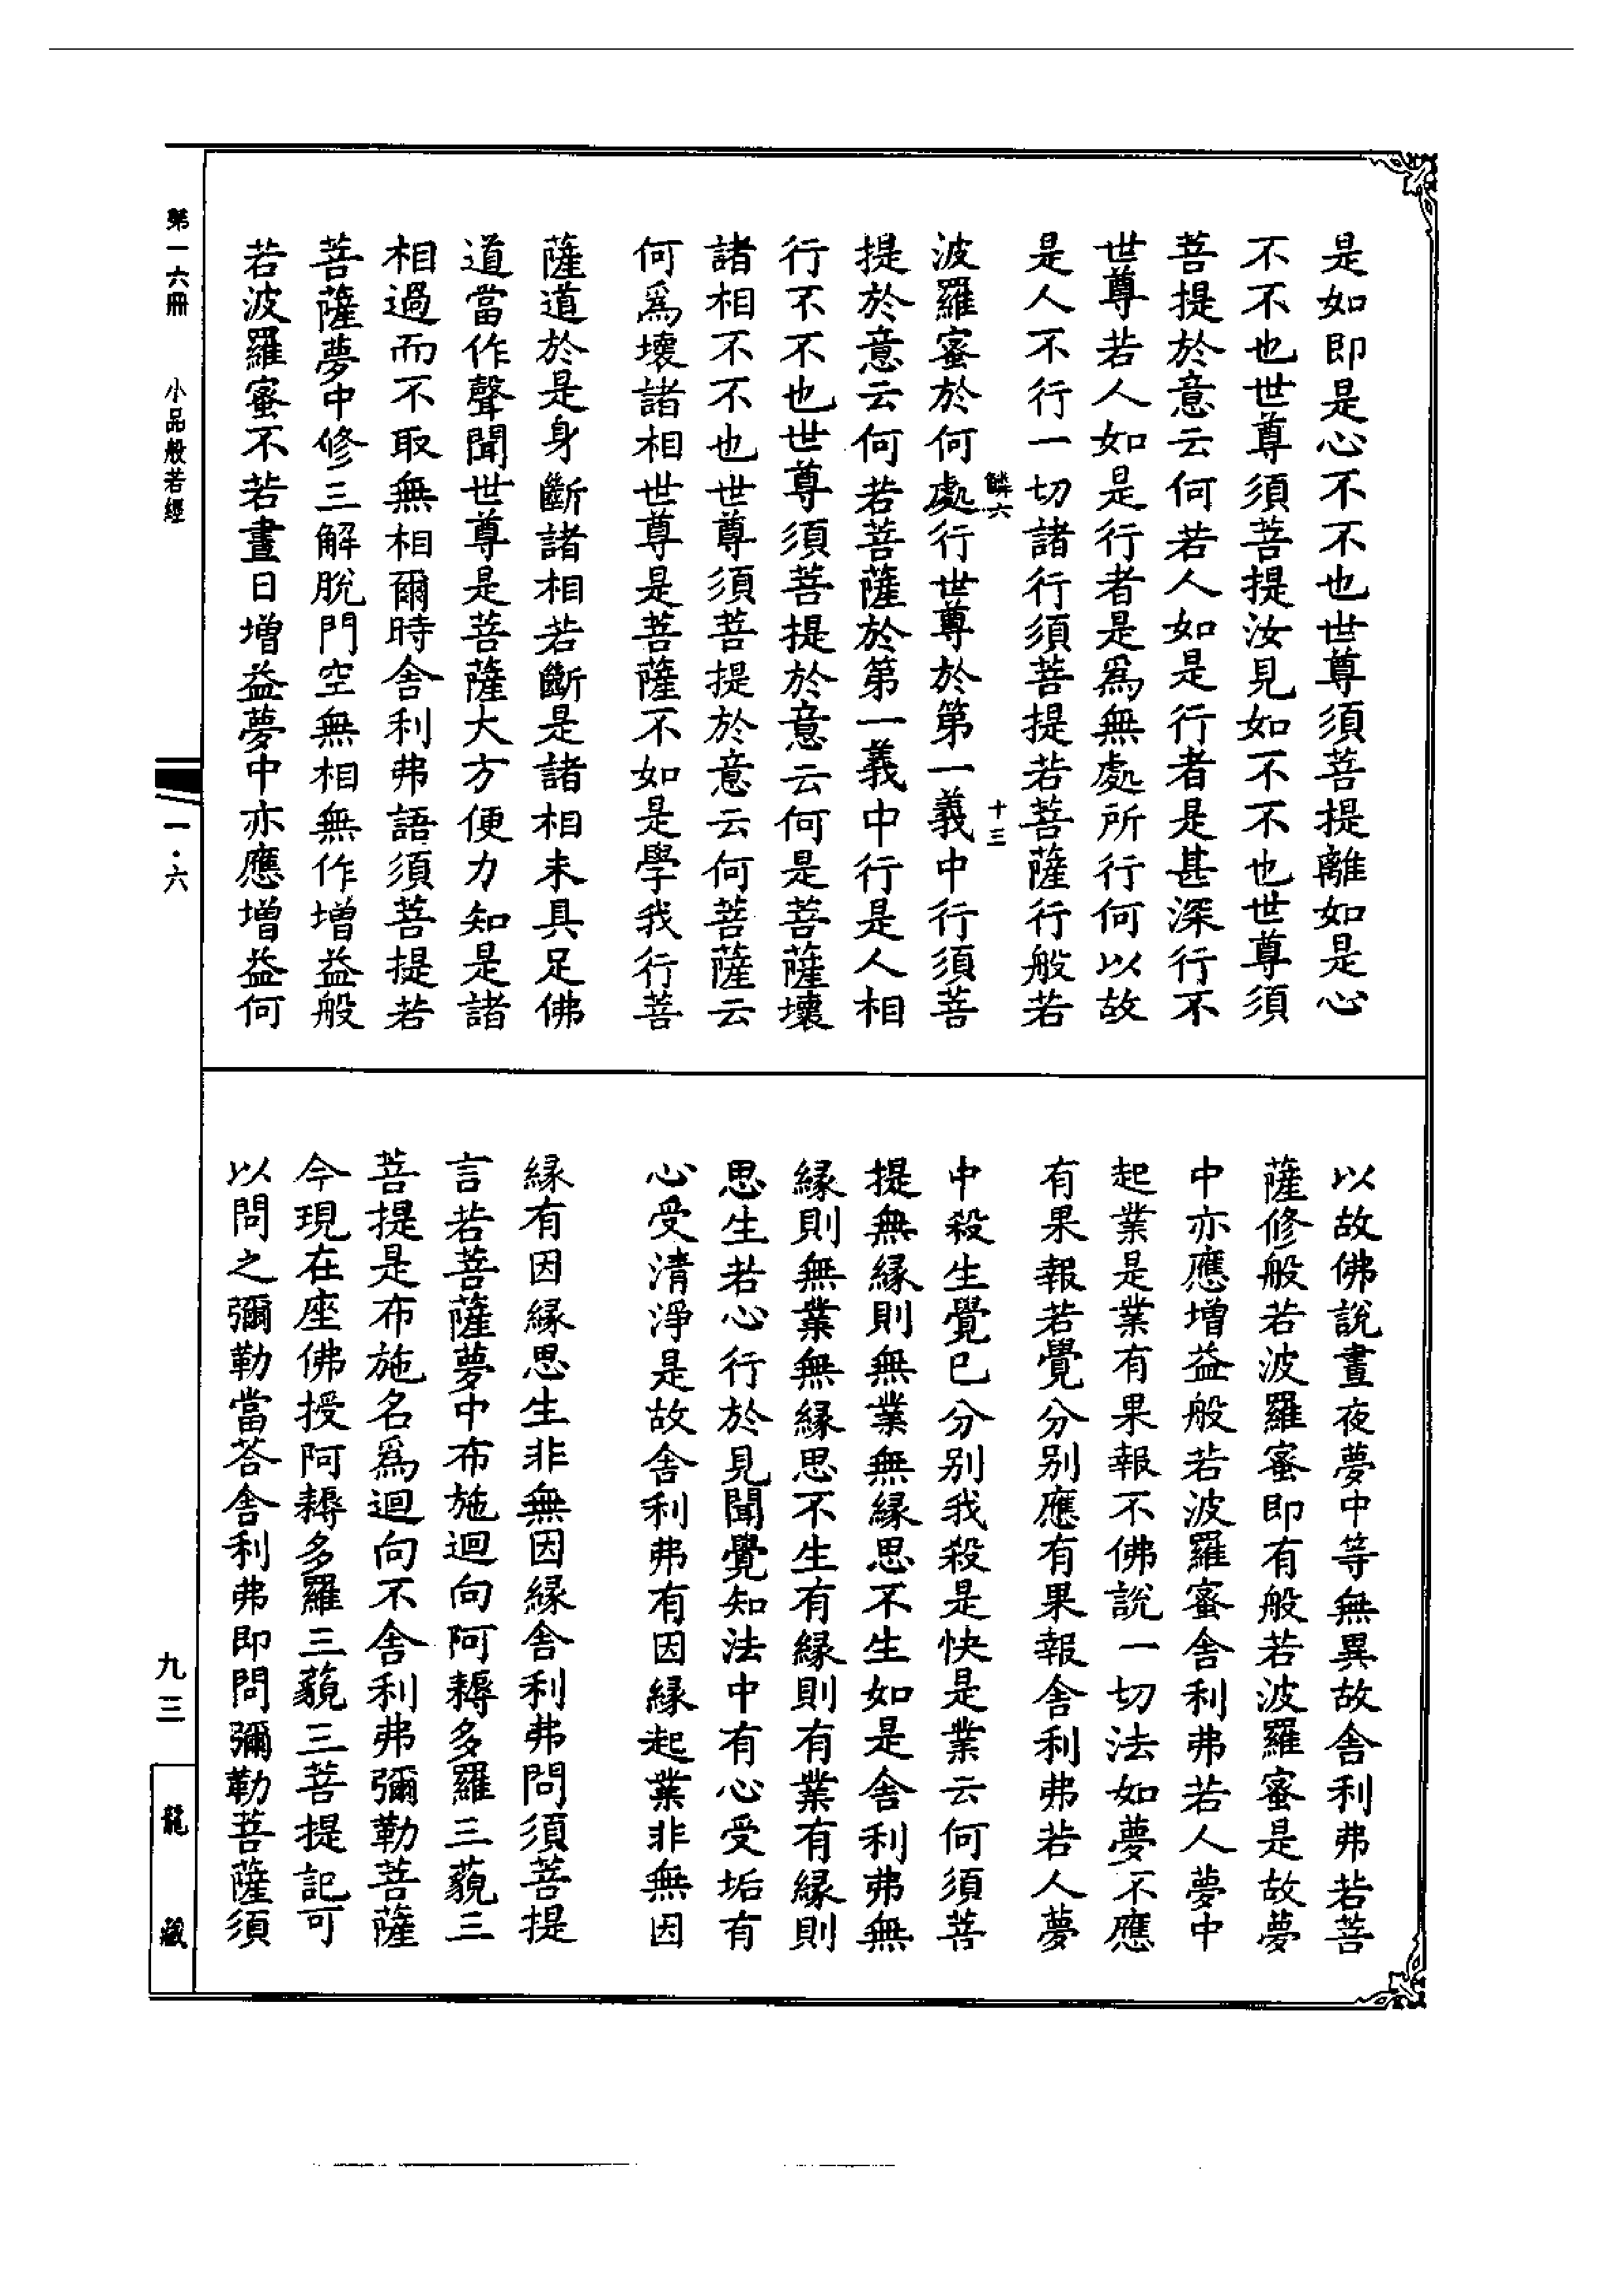 是如即是心不不也世尊須菩提離如是心
不不也世尊須菩提汝見如不不也世尊須
菩提於意云何若人如是行者是甚深行不
世尊若人如是行者是爲無處所行何以故
是人不行一切諸行須菩提若菩薩行般若
鱗六 十三
波羅蜜於何處行世尊於第一義中行須菩
提於意云何若菩薩於第一義中行是人相
行不不也世尊須菩提於意云何是菩薩壞
諸相不不也世尊須菩提於意云何菩薩云
何爲壞諸相世尊是菩薩不如是學我行菩
薩道於是身斷諸相若斷是諸相未具足佛
道當作聲聞世尊是菩薩大方便力知是諸
相過而不取無相爾時舍利弗語須菩提若
菩薩夢中修三解脫門空無相無作增益般
若波羅蜜不若晝日增益夢中亦應增益何
以故佛說晝夜夢中等無異故舍利弗若菩
薩修般若波羅蜜即有般若波羅蜜是故夢
中亦應增益般若波羅蜜舍利弗若人夢中
起業是業有果報不佛說一切法如夢不應
有果報若覺分别應有果報舍利弗若人夢
中殺生覺已分别我殺是快是業云何須菩
提無緣則無業無緣思不生如是舍利弗無
緣則無業無緣思不生有緣則有業有緣則
思生若心行於見聞覺知法中有心受垢有
心受清淨是故舍利弗有因緣起業非無因
緣有因緣思生非無因緣舍利弗問須菩提
言若菩薩夢中布施迴向阿耨多羅三藐三
菩提是布施名爲迴向不舍利弗彌勒菩薩
今現在座佛授阿耨多羅三藐三菩提記可
以問之彌勒當荅舍利弗即問彌勒菩薩須
第一六冊 小品般若經
一·六
九三
龍藏